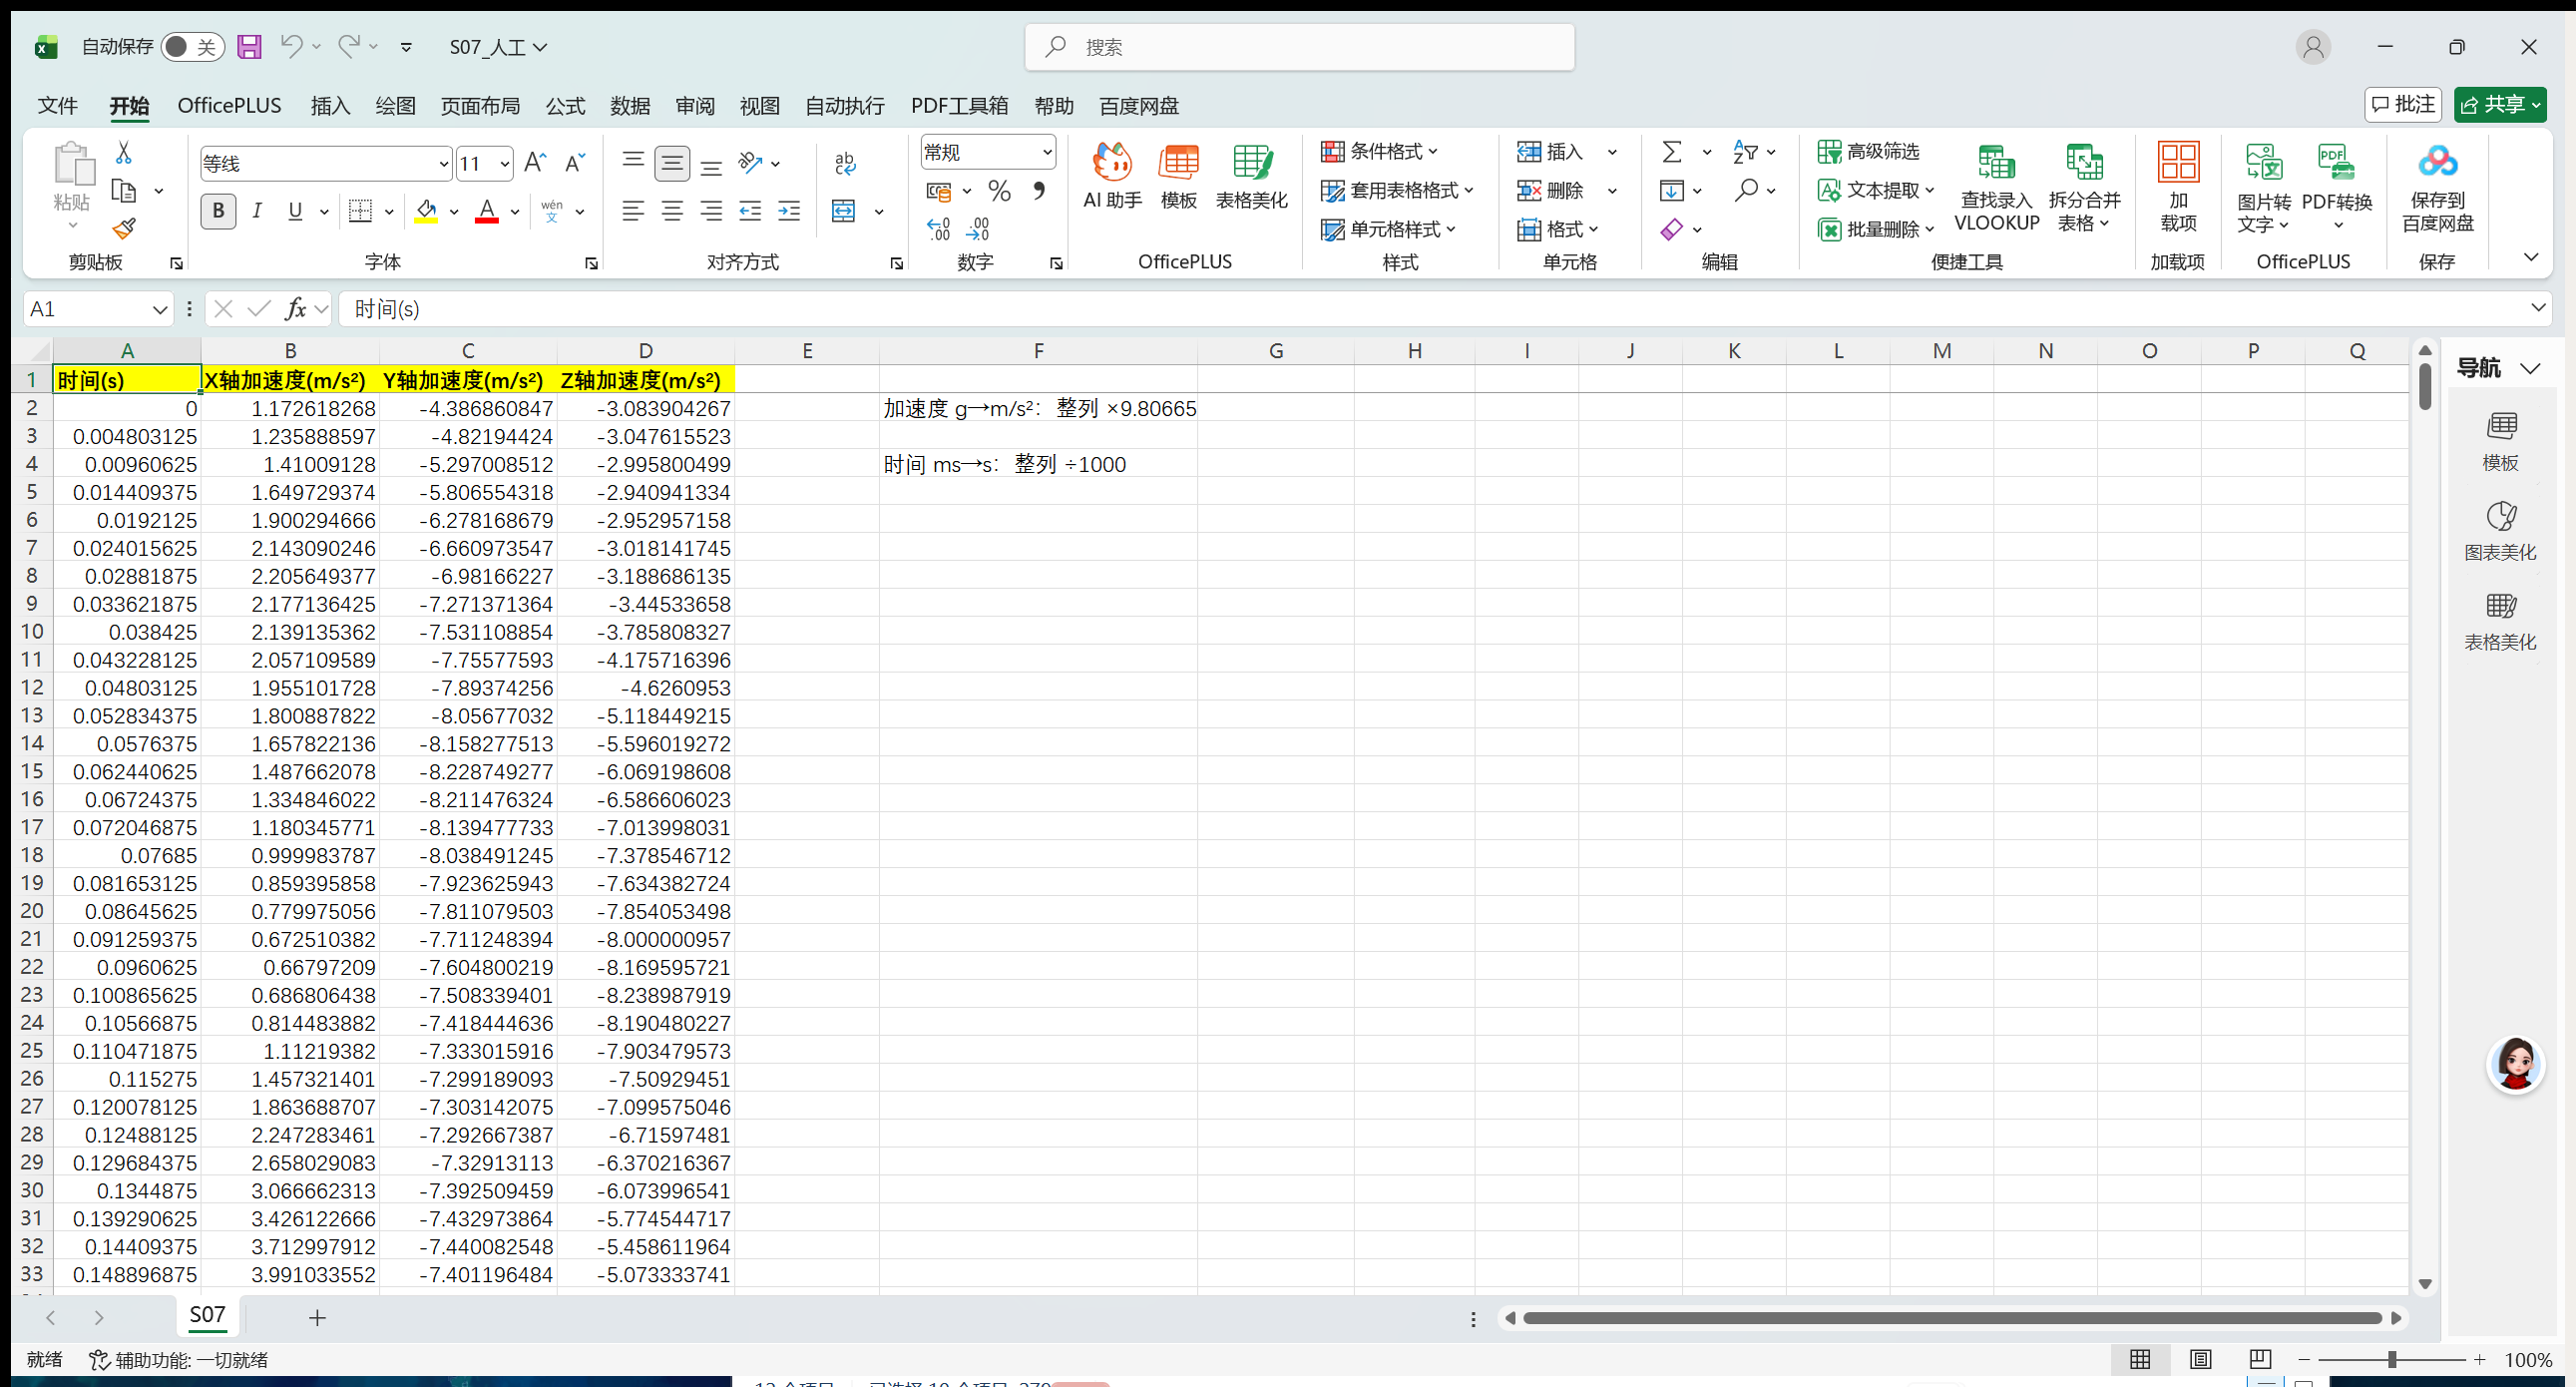 自动保存 关 S07_人工 搜索
文件 开始 OfficePLUS 插入 绘图 页面布局 公式 数据 审阅 视图 自动执行 PDF工具箱 帮助 百度网盘 批注 共享
粘贴 等线 11 常规 AI 助手 模板 表格美化 条件格式 插入 高级筛选 查找录入 VLOOKUP 拆分合并 表格 加 载项 图片转 文字 PDF转换 保存到 百度网盘
套用表格格式 删除 文本提取
单元格样式 格式 批量删除
剪贴板 字体 对齐方式 数字 OfficePLUS 样式 单元格 编辑 便捷工具 加载项 OfficePLUS 保存
A1 fx 时间(s)
A B C D E F G H I J K L M N O P Q
1 时间(s) X轴加速度(m/s²) Y轴加速度(m/s²) Z轴加速度(m/s²)
2 0 1.172618268 -4.386860847 -3.083904267 加速度 g→m/s²：整列 ×9.80665
3 0.004803125 1.235888597 -4.82194424 -3.047615523
4 0.00960625 1.41009128 -5.297008512 -2.995800499 时间 ms→s：整列 ÷1000
5 0.014409375 1.649729374 -5.806554318 -2.940941334
6 0.0192125 1.900294666 -6.278168679 -2.952957158
7 0.024015625 2.143090246 -6.660973547 -3.018141745
8 0.02881875 2.205649377 -6.98166227 -3.188686135
9 0.033621875 2.177136425 -7.271371364 -3.44533658
10 0.038425 2.139135362 -7.531108854 -3.785808327
11 0.043228125 2.057109589 -7.75577593 -4.175716396
12 0.04803125 1.955101728 -7.89374256 -4.6260953
13 0.052834375 1.800887822 -8.05677032 -5.118449215
14 0.0576375 1.657822136 -8.158277513 -5.596019272
15 0.062440625 1.487662078 -8.228749277 -6.069198608
16 0.06724375 1.334846022 -8.211476324 -6.586606023
17 0.072046875 1.180345771 -8.139477733 -7.013998031
18 0.07685 0.999983787 -8.038491245 -7.378546712
19 0.081653125 0.859395858 -7.923625943 -7.634382724
20 0.08645625 0.779975056 -7.811079503 -7.854053498
21 0.091259375 0.672510382 -7.711248394 -8.000000957
22 0.0960625 0.66797209 -7.604800219 -8.169595721
23 0.100865625 0.686806438 -7.508339401 -8.238987919
24 0.10566875 0.814483882 -7.418444636 -8.190480227
25 0.110471875 1.11219382 -7.333015916 -7.903479573
26 0.115275 1.457321401 -7.299189093 -7.50929451
27 0.120078125 1.863688707 -7.303142075 -7.099575046
28 0.12488125 2.247283461 -7.292667387 -6.71597481
29 0.129684375 2.658029083 -7.32913113 -6.370216367
30 0.1344875 3.066662313 -7.392509459 -6.073996541
31 0.139290625 3.426122666 -7.432973864 -5.774544717
32 0.14409375 3.712997912 -7.440082548 -5.458611964
33 0.148896875 3.991033552 -7.401196484 -5.073333741
导航
模板
图表美化
表格美化
S07
就绪 辅助功能: 一切就绪 100%